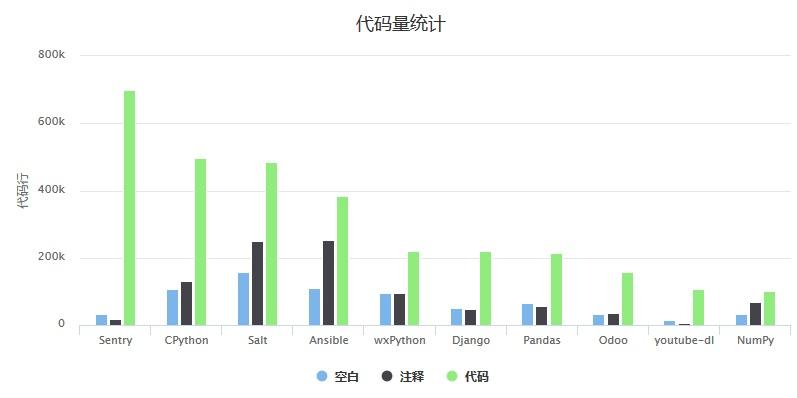 代码量统计
800k
600k
400k
200k
0
代码行
Sentry CPython Salt Ansible wxPython Django Pandas Odoo youtube-dl NumPy
空白 注释 代码